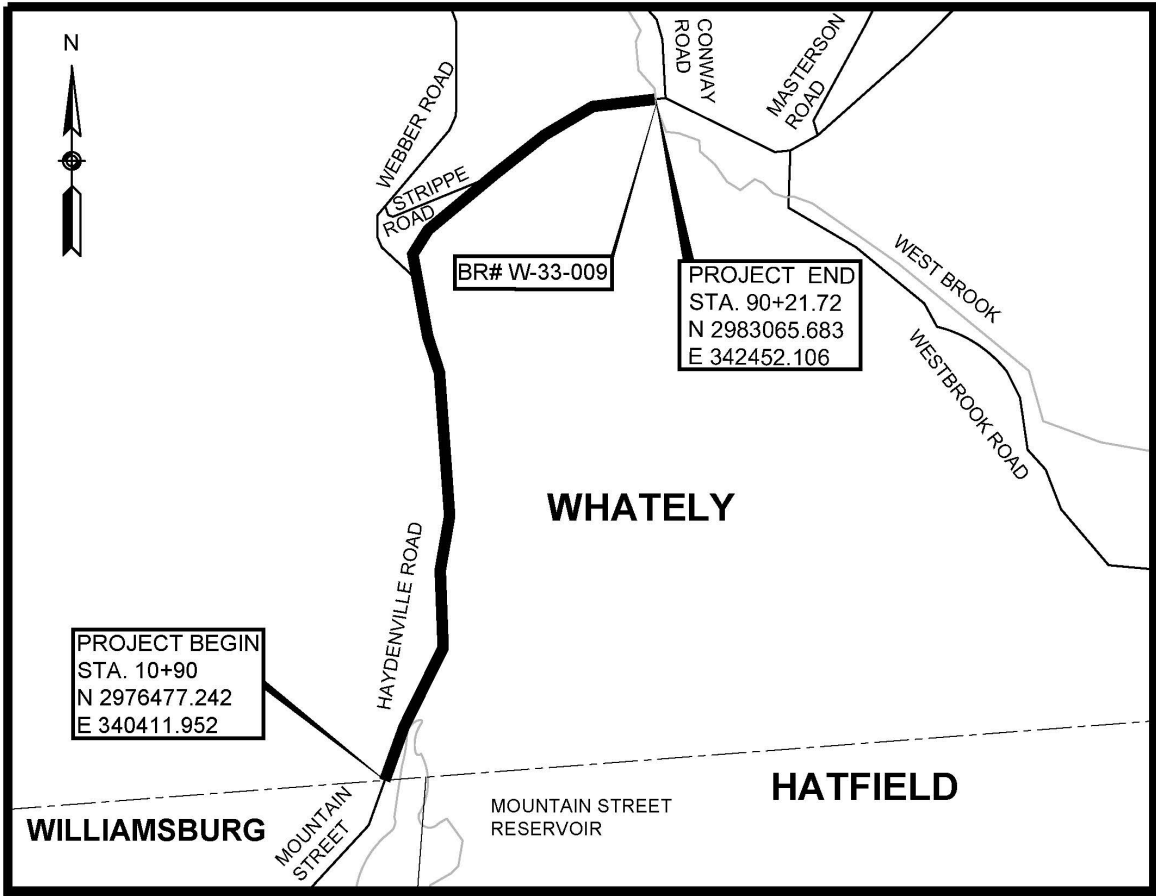 N
CONWAY
ROAD
MASTERSON
ROAD
WEBBER ROAD
STRIPPE
ROAD
BR# W-33-009
PROJECT END
STA. 90+21.72
N 2983065.683
E 342452.106
WEST BROOK
WESTBROOK ROAD
WHATELY
HAYDENVILLE ROAD
PROJECT BEGIN
STA. 10+90
N 2976477.242
E 340411.952
HATFIELD
MOUNTAIN STREET
RESERVOIR
WILLIAMSBURG
MOUNTAIN
STREET